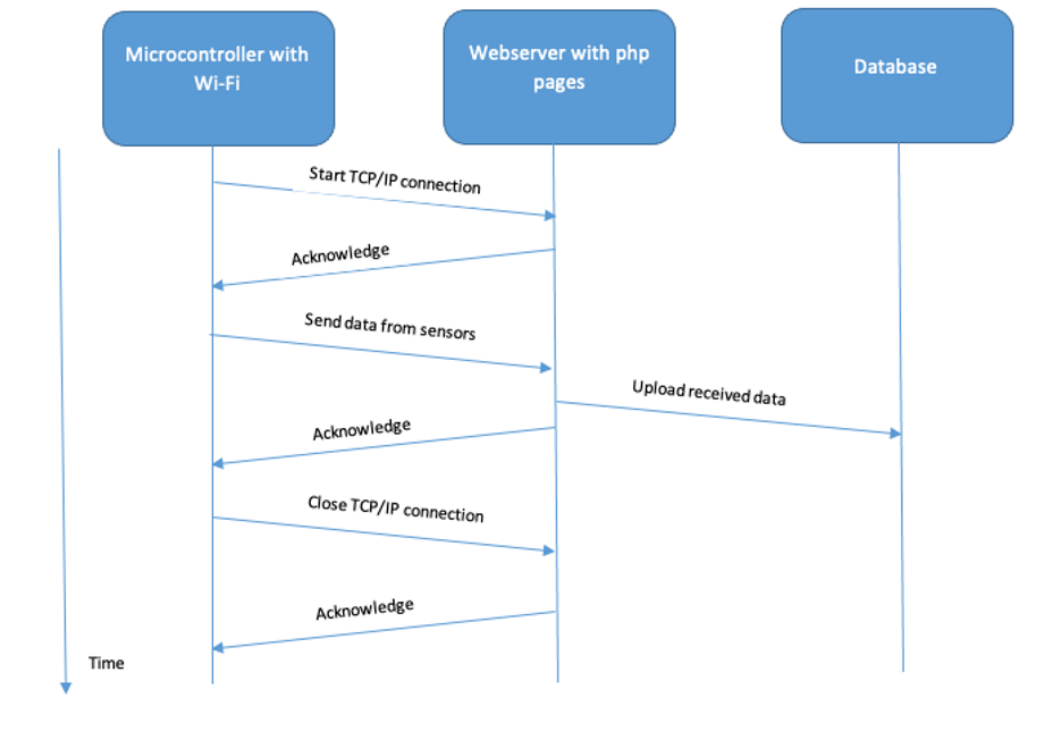 Microcontroller with
Wi-Fi
Webserver with php
pages
Database
Start TCP/IP connection
Acknowledge
Send data from sensors
Upload received data
Acknowledge
Close TCP/IP connection
Acknowledge
Time